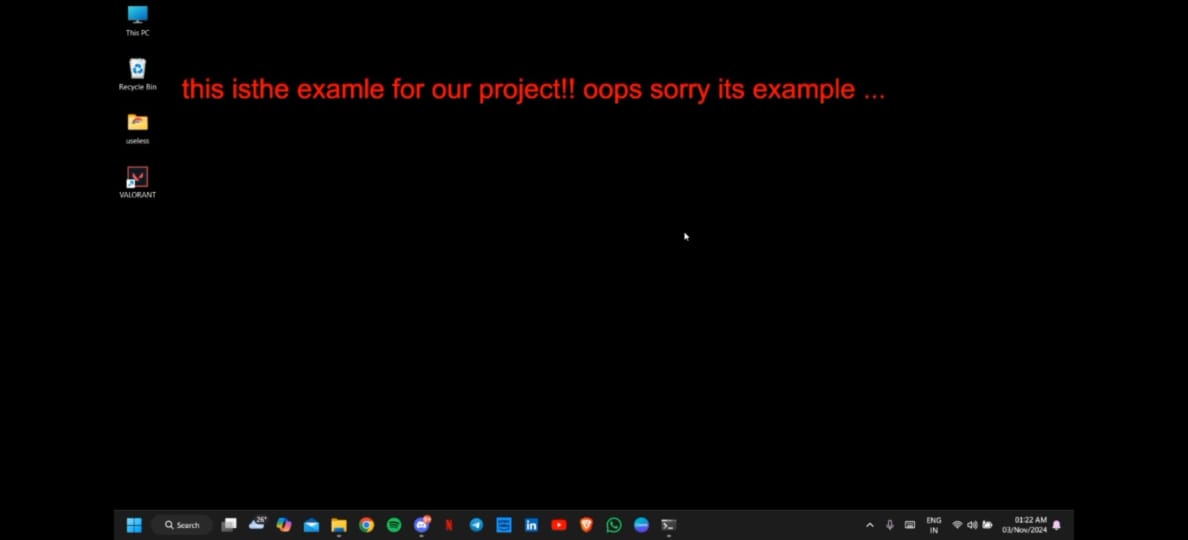 This PC
Recycle Bin
this isthe examle for our project!! oops sorry its example ...
useless
VALORANT
Search
26°
ENG
IN
01:22 AM
03/Nov/2024